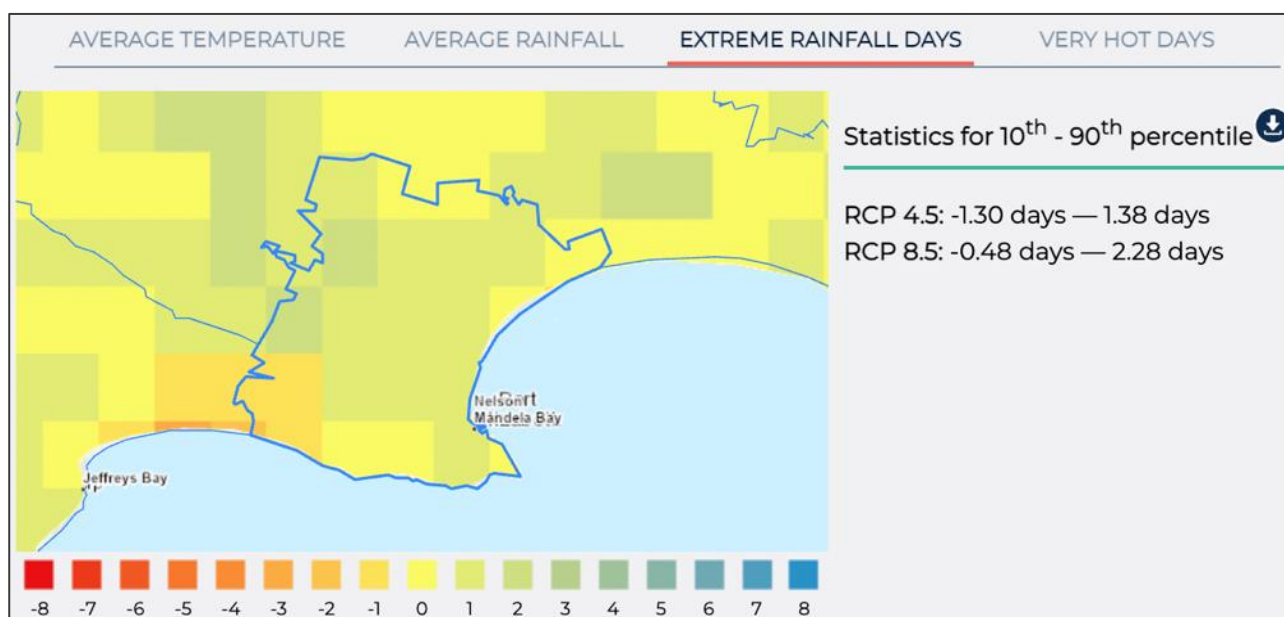 AVERAGE TEMPERATURE AVERAGE RAINFALL EXTREME RAINFALL DAYS VERY HOT DAYS
Statistics for 10th - 90th percentile
RCP 4.5: -1.30 days — 1.38 days
RCP 8.5: -0.48 days — 2.28 days
Nelson
Mandela Bay
Jeffreys Bay
-8 -7 -6 -5 -4 -3 -2 -1 0 1 2 3 4 5 6 7 8